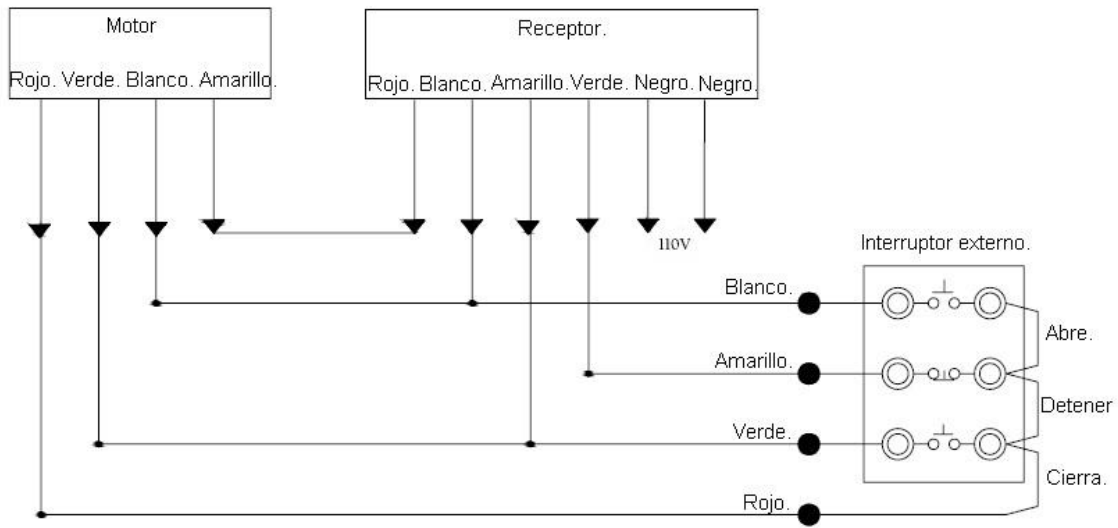 Motor
Rojo. Verde. Blanco. Amarillo.
Receptor.
Rojo. Blanco. Amarillo. Verde. Negro. Negro.
110V
Interruptor externo.
Blanco.
Abre.
Amarillo.
Detener
Verde.
Cierra.
Rojo.